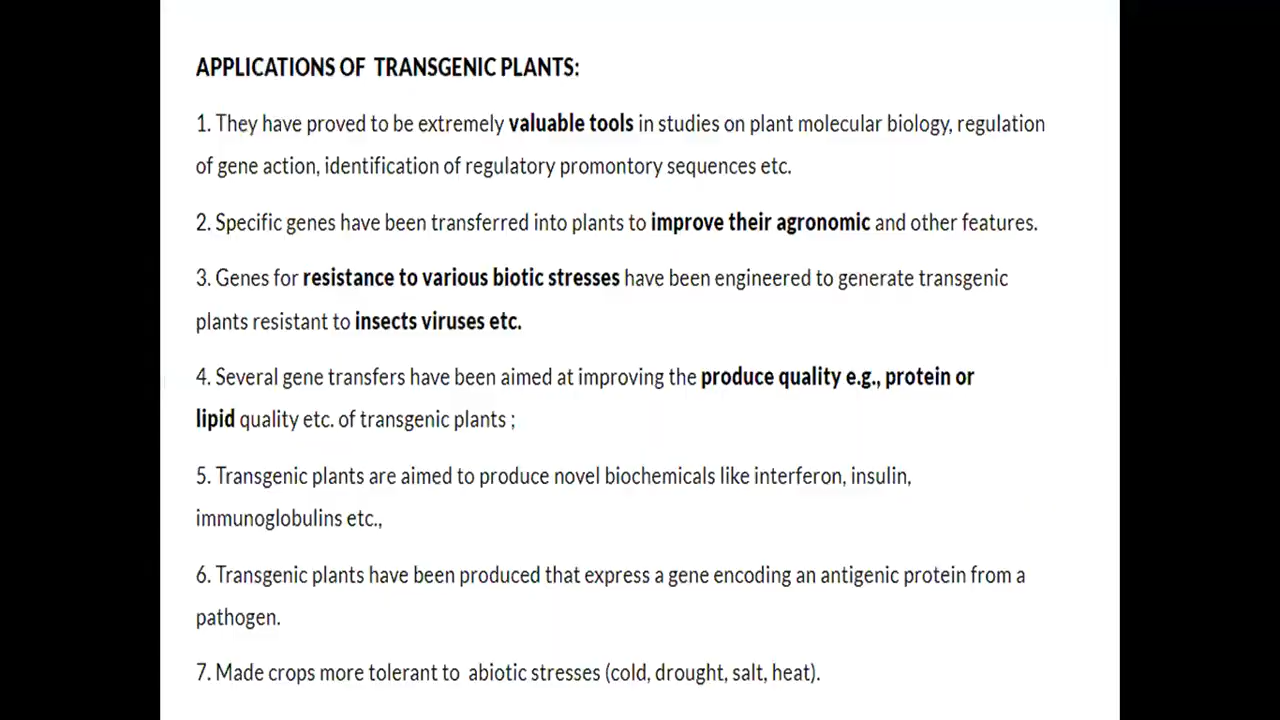 APPLICATIONS OF TRANSGENIC PLANTS:
1. They have proved to be extremely valuable tools in studies on plant molecular biology, regulation
of gene action, identification of regulatory promontory sequences etc.
2. Specific genes have been transferred into plants to improve their agronomic and other features.
3. Genes for resistance to various biotic stresses have been engineered to generate transgenic
plants resistant to insects viruses etc.
4. Several gene transfers have been aimed at improving the produce quality e.g., protein or
lipid quality etc. of transgenic plants ;
5. Transgenic plants are aimed to produce novel biochemicals like interferon, insulin,
immunoglobulins etc.,
6. Transgenic plants have been produced that express a gene encoding an antigenic protein from a
pathogen.
7. Made crops more tolerant to abiotic stresses (cold, drought, salt, heat).